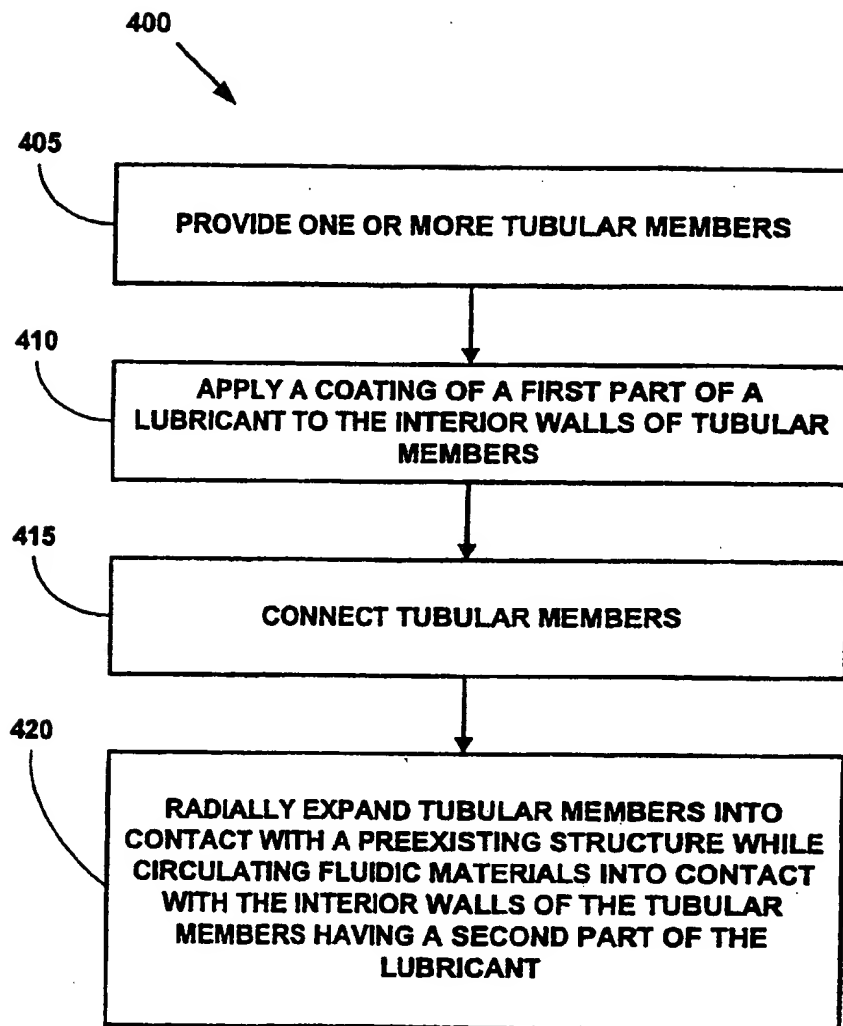 400
405
PROVIDE ONE OR MORE TUBULAR MEMBERS
410
APPLY A COATING OF A FIRST PART OF A
LUBRICANT TO THE INTERIOR WALLS OF TUBULAR
MEMBERS
415
CONNECT TUBULAR MEMBERS
420
RADIALLY EXPAND TUBULAR MEMBERS INTO
CONTACT WITH A PREEXISTING STRUCTURE WHILE
CIRCULATING FLUIDIC MATERIALS INTO CONTACT
WITH THE INTERIOR WALLS OF THE TUBULAR
MEMBERS HAVING A SECOND PART OF THE
LUBRICANT